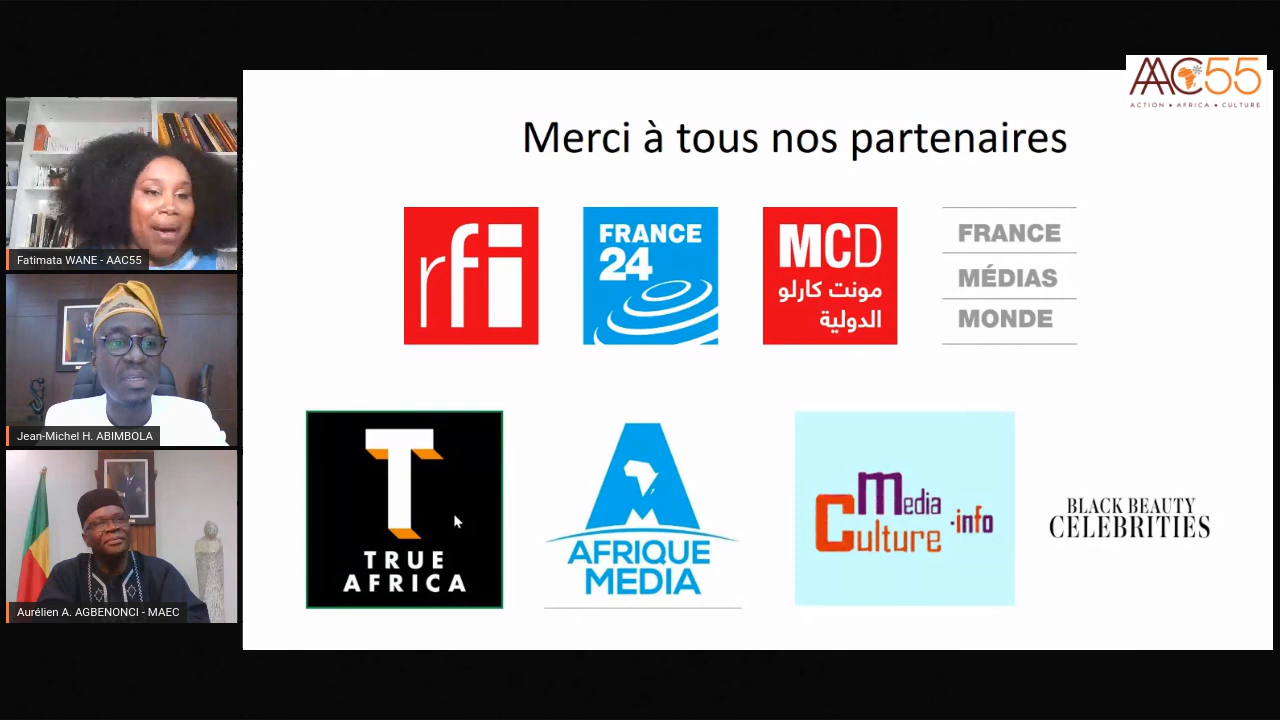 AAC55
ACTION • AFRICA • CULTURE
Merci à tous nos partenaires
rfi
FRANCE
24
MCD
مونت كارلو
الدولية
FRANCE
MÉDIAS
MONDE
T
TRUE
AFRICA
AFRIQUE
MEDIA
Media
Culture
.info
BLACK BEAUTY
CELEBRITIES
Fatimata WANE - AAC55
Jean-Michel H. ABIMBOLA
Aurélien A. AGBENONCI - MAEC